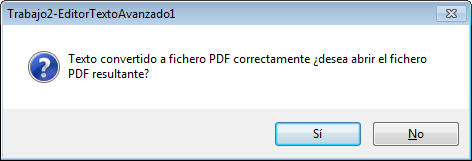 Trabajo2-EditorTextoAvanzado1
Texto convertido a fichero PDF correctamente ¿desea abrir el fichero
PDF resultante?
Sí
No